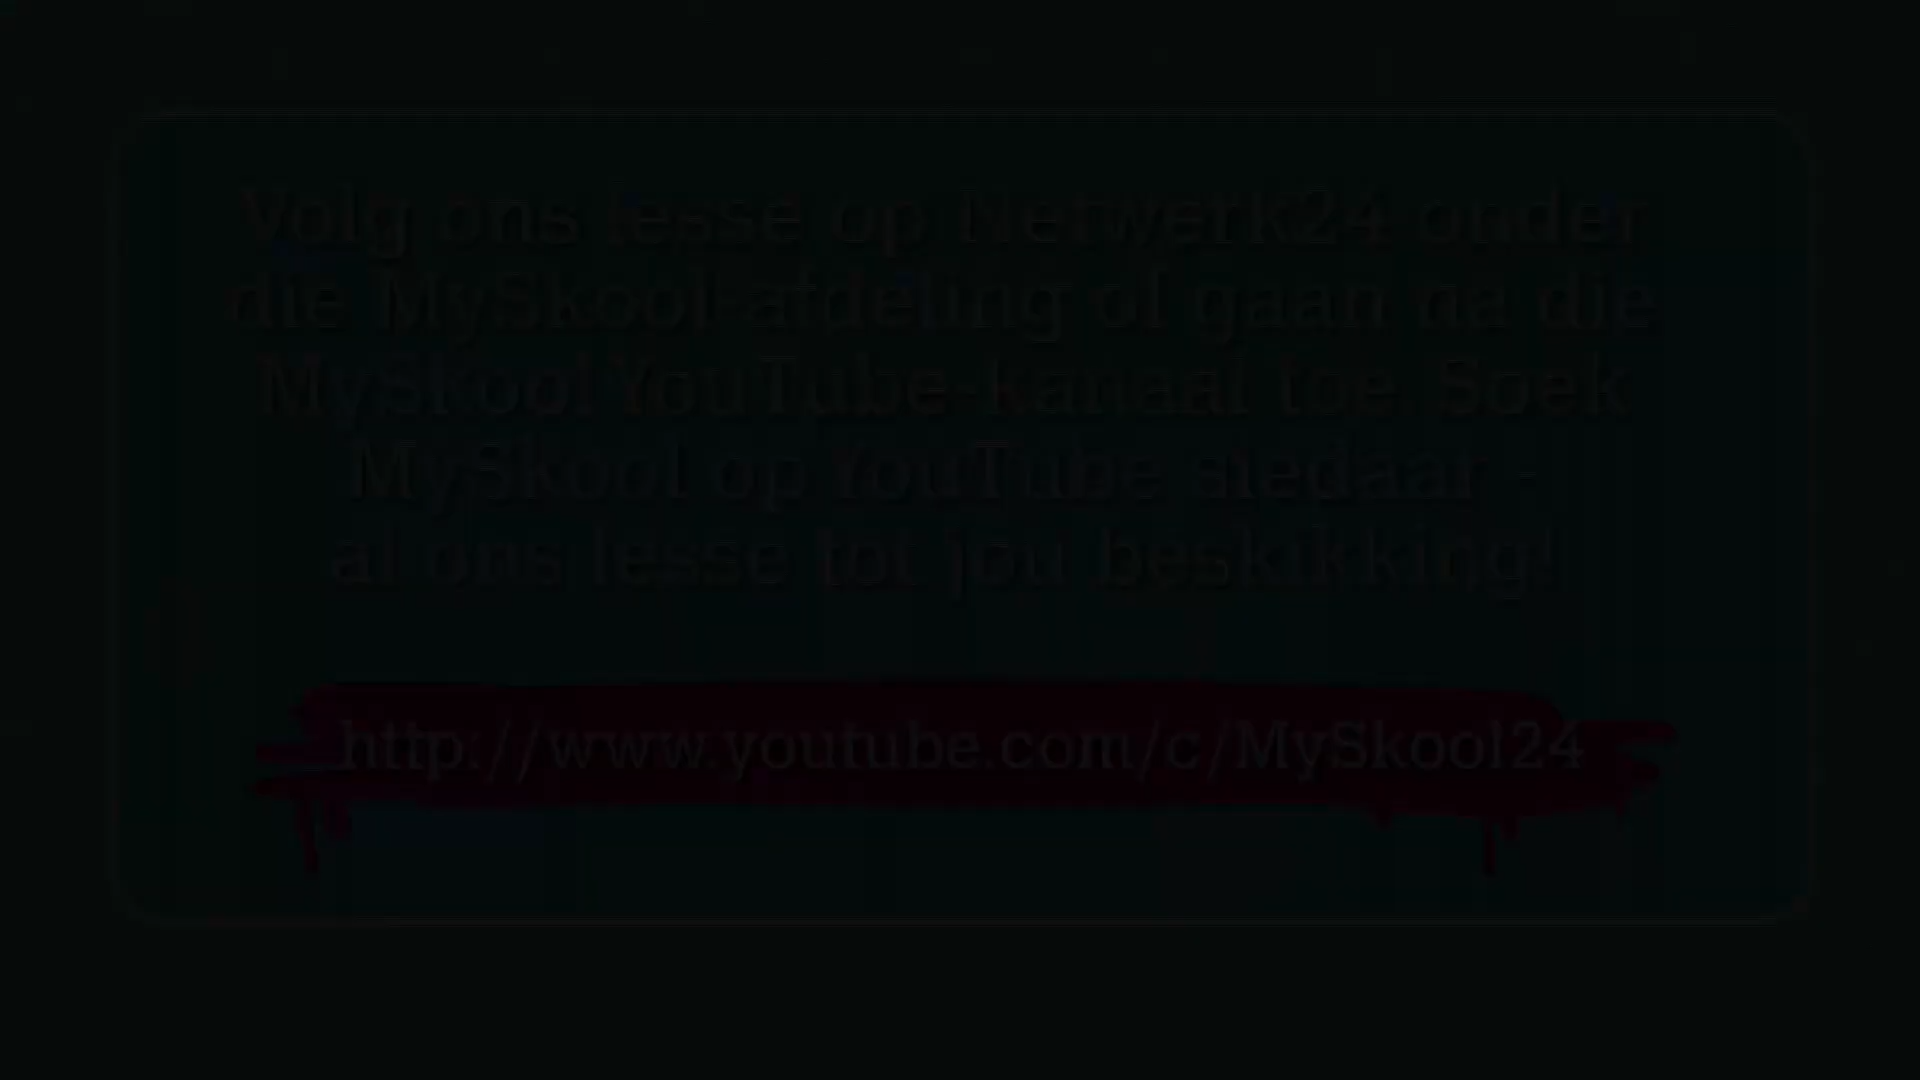 Volg ons lesse op Netwerk24 onder
die MySkool-afdeling of gaan na die
MySkool YouTube-kanaal toe. Soek
MySkool op YouTube siedaar -
al ons lesse tot jou beskikking!
http://www.youtube.com/c/MySkool24